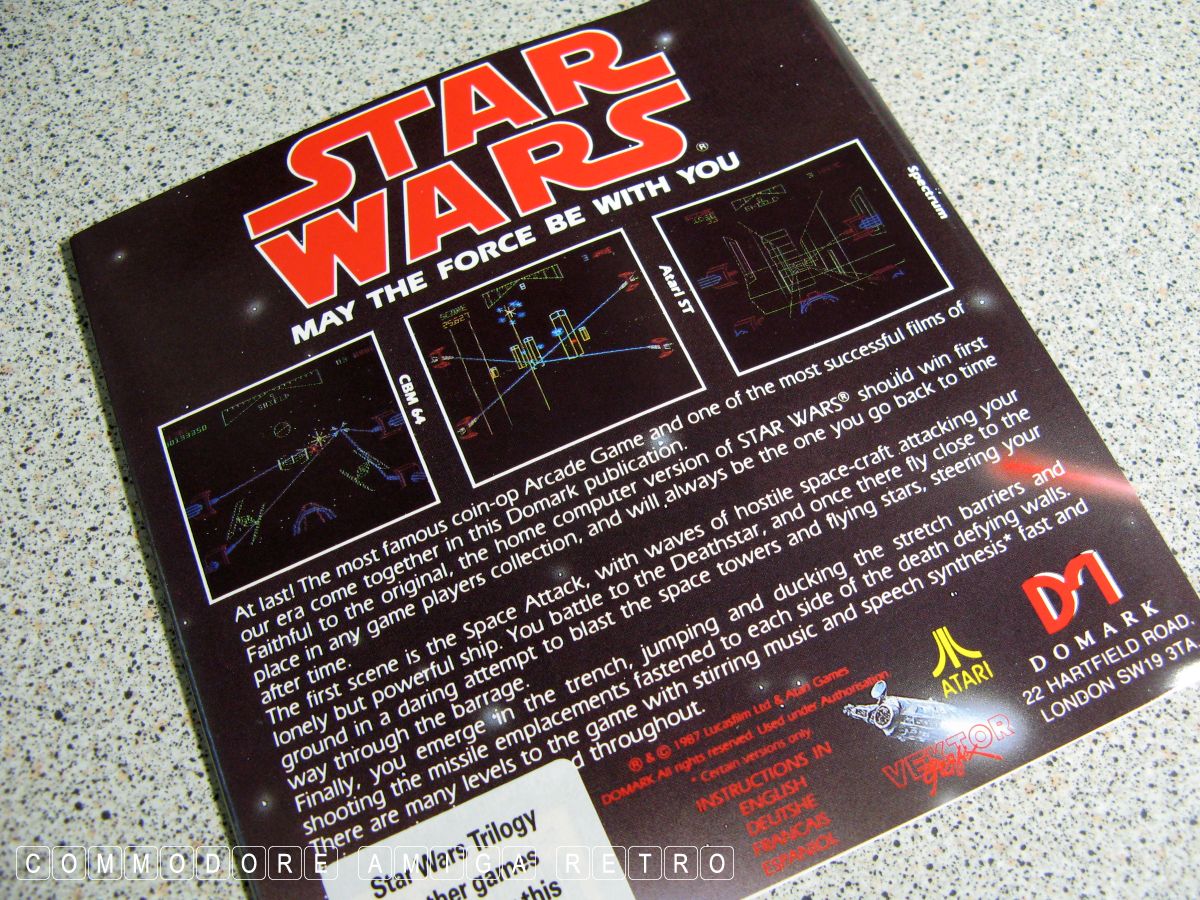 STAR
WARS®
MAY THE FORCE BE WITH YOU
CBM 64
Atari ST
Spectrum
SCORE
At last! The most famous coin-op Arcade Game and one of the most successful films of
our era come together in this Domark publication.
Faithful to the original, the home computer version of STAR WARS® should win first
place in any game players collection, and will always be the one you go back to time
after time.
The first scene is the Space Attack, with waves of hostile space-craft attacking your
lonely but powerful ship. You battle to the Deathstar, and once there fly close to the
ground in a daring attempt to blast the space towers and flying stars, steering your
way through the barrage.
Finally, you emerge in the trench, jumping and ducking the stretch barriers and
shooting the missile emplacements fastened to each side of the death defying walls.
There are many levels to the game with stirring music and speech synthesis* fast and
throughout.
® & © 1987 Lucasfilm Ltd & Atari Games
DOMARK All rights reserved. Used under Authorisation
* Certain versions only
INSTRUCTIONS IN
ENGLISH
DEUTSHE
FRANCAIS
ESPANOL
ATARI
VEKTOR
Grafix
DOMARK
22 HARTFIELD ROAD.
LONDON SW19 3TA.
Star Wars Trilogy
other games
this
COMMODORE AMIGA RETRO